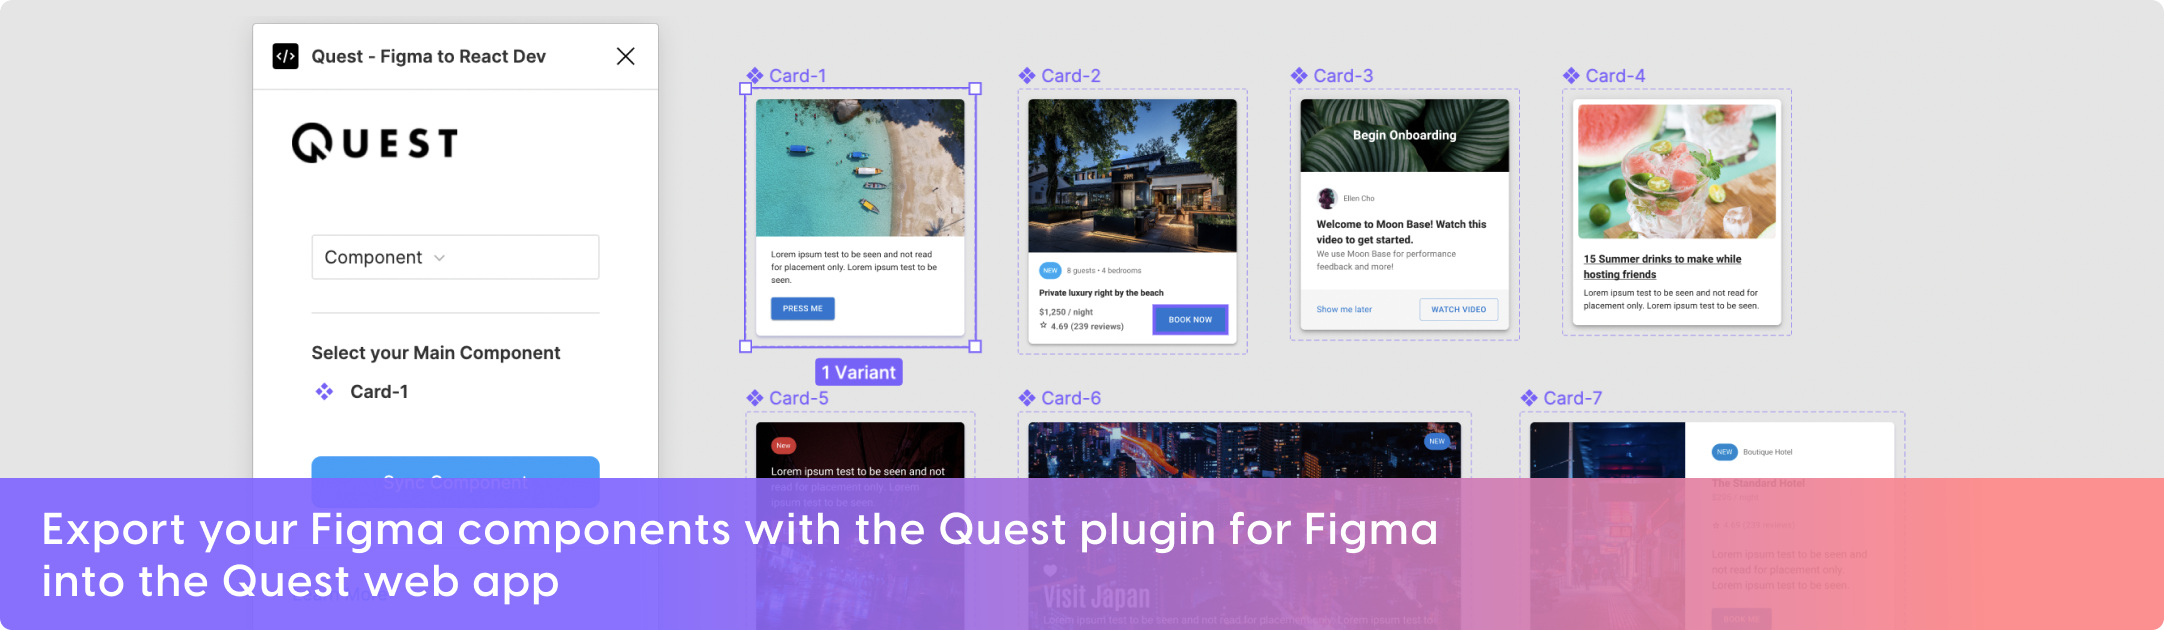 Quest - Figma to React Dev
QUEST
Component
Select your Main Component
Card-1
Sync Component
Card-1
Lorem ipsum test to be seen and not read
for placement only. Lorem ipsum test to be
seen.
PRESS ME
1 Variant
Card-2
NEW 8 guests • 4 bedrooms
Private luxury right by the beach
$1,250 / night
4.69 (239 reviews)
BOOK NOW
Card-3
Begin Onboarding
Ellen Cho
Welcome to Moon Base! Watch this
video to get started.
We use Moon Base for performance
feedback and more!
Show me later
WATCH VIDEO
Card-4
15 Summer drinks to make while
hosting friends
Lorem ipsum test to be seen and not read for
placement only. Lorem ipsum test to be seen.
Card-5
New
Lorem ipsum test to be seen and not
read for placement only. Lorem
ipsum test to be seen.
Card-6
NEW
Visit Japan
Lorem ipsum test to be seen and not read for placement only. Lorem ipsum test to
Card-7
NEW Boutique Hotel
The Standard Hotel
Lorem ipsum test to be seen and
not read for placement only.
Lorem ipsum test to be seen.
BOOK ME
Export your Figma components with the Quest plugin for Figma
into the Quest web app